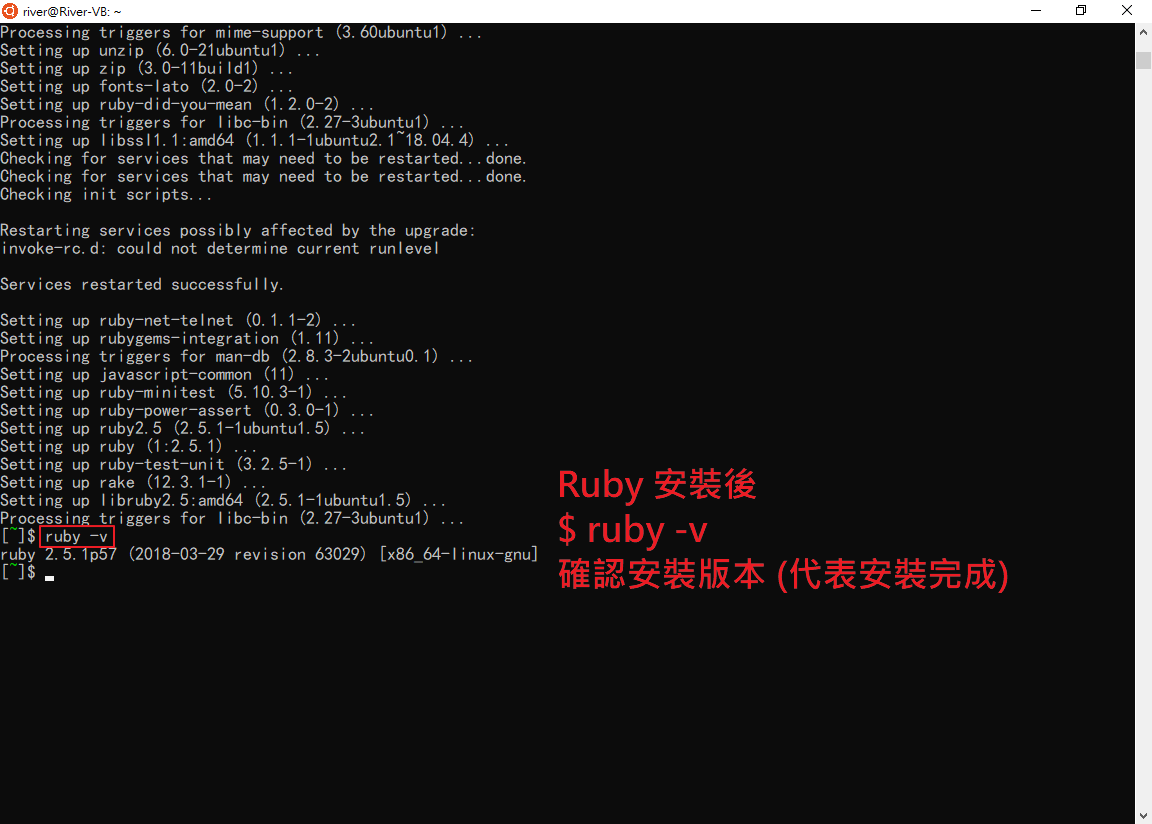 river@River-VB: ~
Processing triggers for mime-support (3.60ubuntu1) ...
Setting up unzip (6.0-21ubuntu1) ...
Setting up zip (3.0-11build1) ...
Setting up fonts-lato (2.0-2) ...
Setting up ruby-did-you-mean (1.2.0-2) ...
Processing triggers for libc-bin (2.27-3ubuntu1) ...
Setting up libssl1.1:amd64 (1.1.1-1ubuntu2.1~18.04.4) ...
Checking for services that may need to be restarted...done.
Checking for services that may need to be restarted...done.
Checking init scripts...
Restarting services possibly affected by the upgrade:
invoke-rc.d: could not determine current runlevel
Services restarted successfully.
Setting up ruby-net-telnet (0.1.1-2) ...
Setting up rubygems-integration (1.11) ...
Processing triggers for man-db (2.8.3-2ubuntu0.1) ...
Setting up javascript-common (11) ...
Setting up ruby-minitest (5.10.3-1) ...
Setting up ruby-power-assert (0.3.0-1) ...
Setting up ruby2.5 (2.5.1-1ubuntu1.5) ...
Setting up ruby (1:2.5.1) ...
Setting up ruby-test-unit (3.2.5-1) ...
Setting up rake (12.3.1-1) ...
Setting up libruby2.5:amd64 (2.5.1-1ubuntu1.5) ...
Processing triggers for libc-bin (2.27-3ubuntu1) ...
[~]$ ruby -v
ruby 2.5.1p57 (2018-03-29 revision 63029) [x86_64-linux-gnu]
[~]$
Ruby 安裝後
$ ruby -v
確認安裝版本 (代表安裝完成)